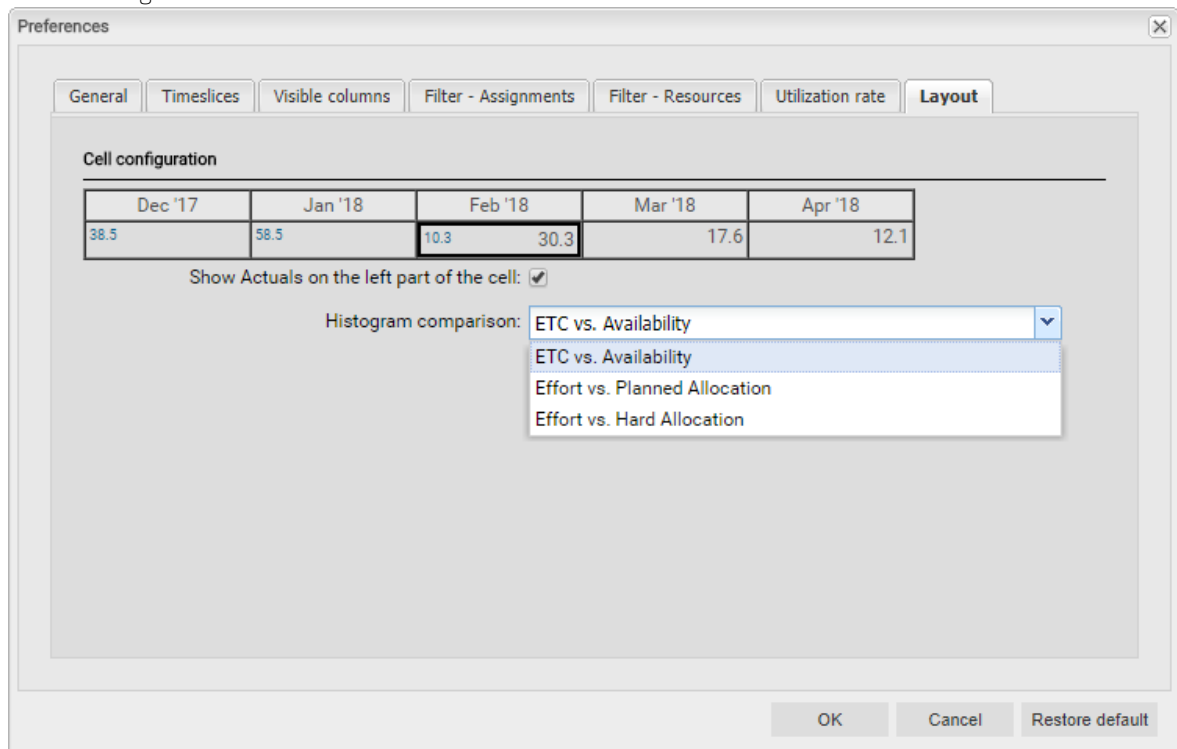 Preferences
General Timeslices Visible columns Filter - Assignments Filter - Resources Utilization rate Layout
Cell configuration
Dec '17 Jan '18 Feb '18 Mar '18 Apr '18
38.5 58.5 10.3 30.3 17.6 12.1
Show Actuals on the left part of the cell:
Histogram comparison: ETC vs. Availability
ETC vs. Availability
Effort vs. Planned Allocation
Effort vs. Hard Allocation
OK Cancel Restore default